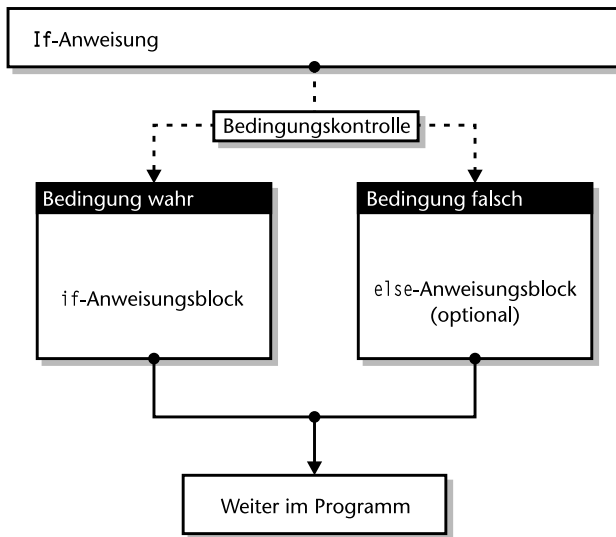 If-Anweisung
Bedingungskontrolle
Bedingung wahr
if-Anweisungsblock
Bedingung falsch
else-Anweisungsblock
(optional)
Weiter im Programm